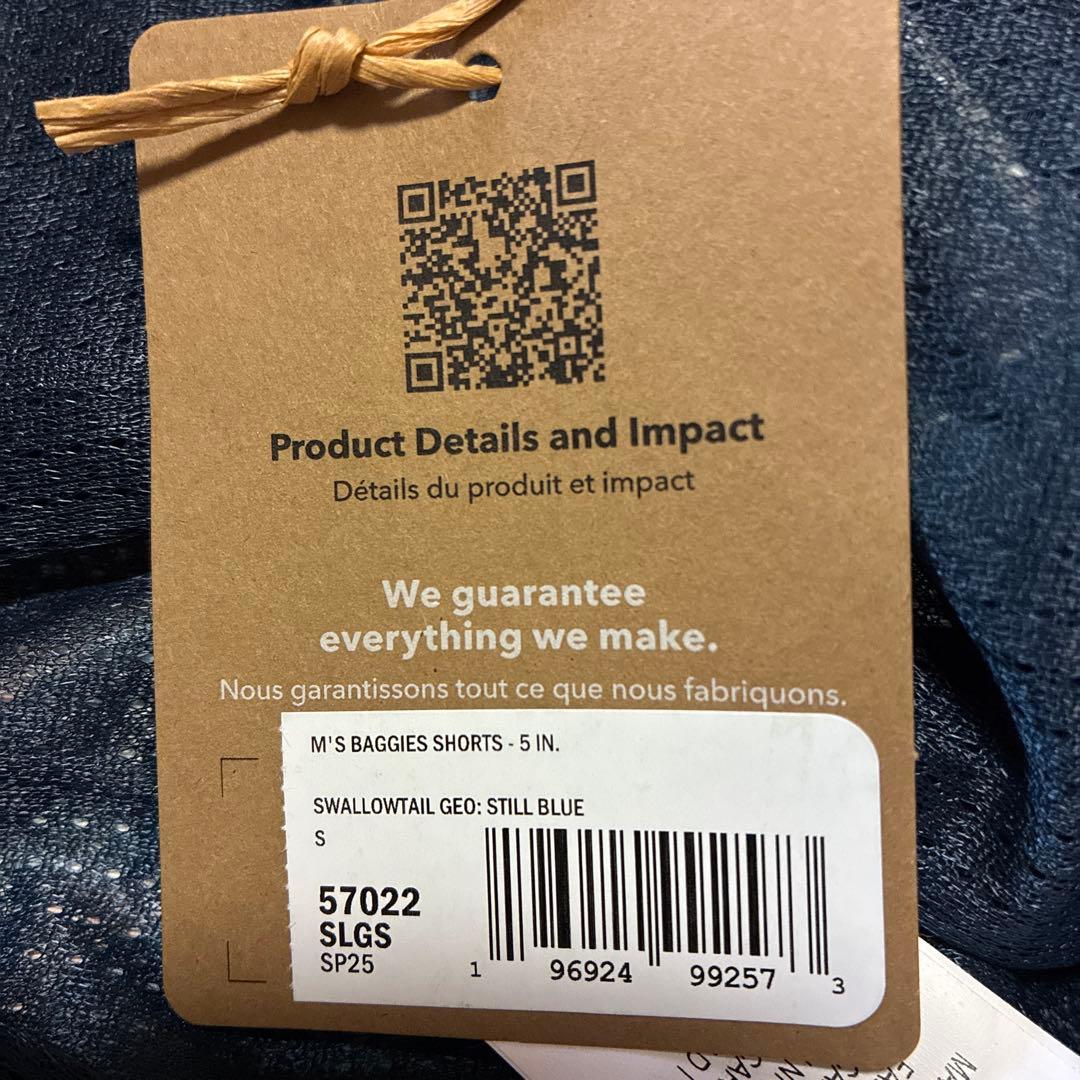 Product Details and Impact
Détails du produit et impact
We guarantee
everything we make.
Nous garantissons tout ce que nous fabriquons.
M'S BAGGIES SHORTS - 5 IN.
SWALLOWTAIL GEO: STILL BLUE
S
57022
SLGS
SP25
1 96924 99257 3